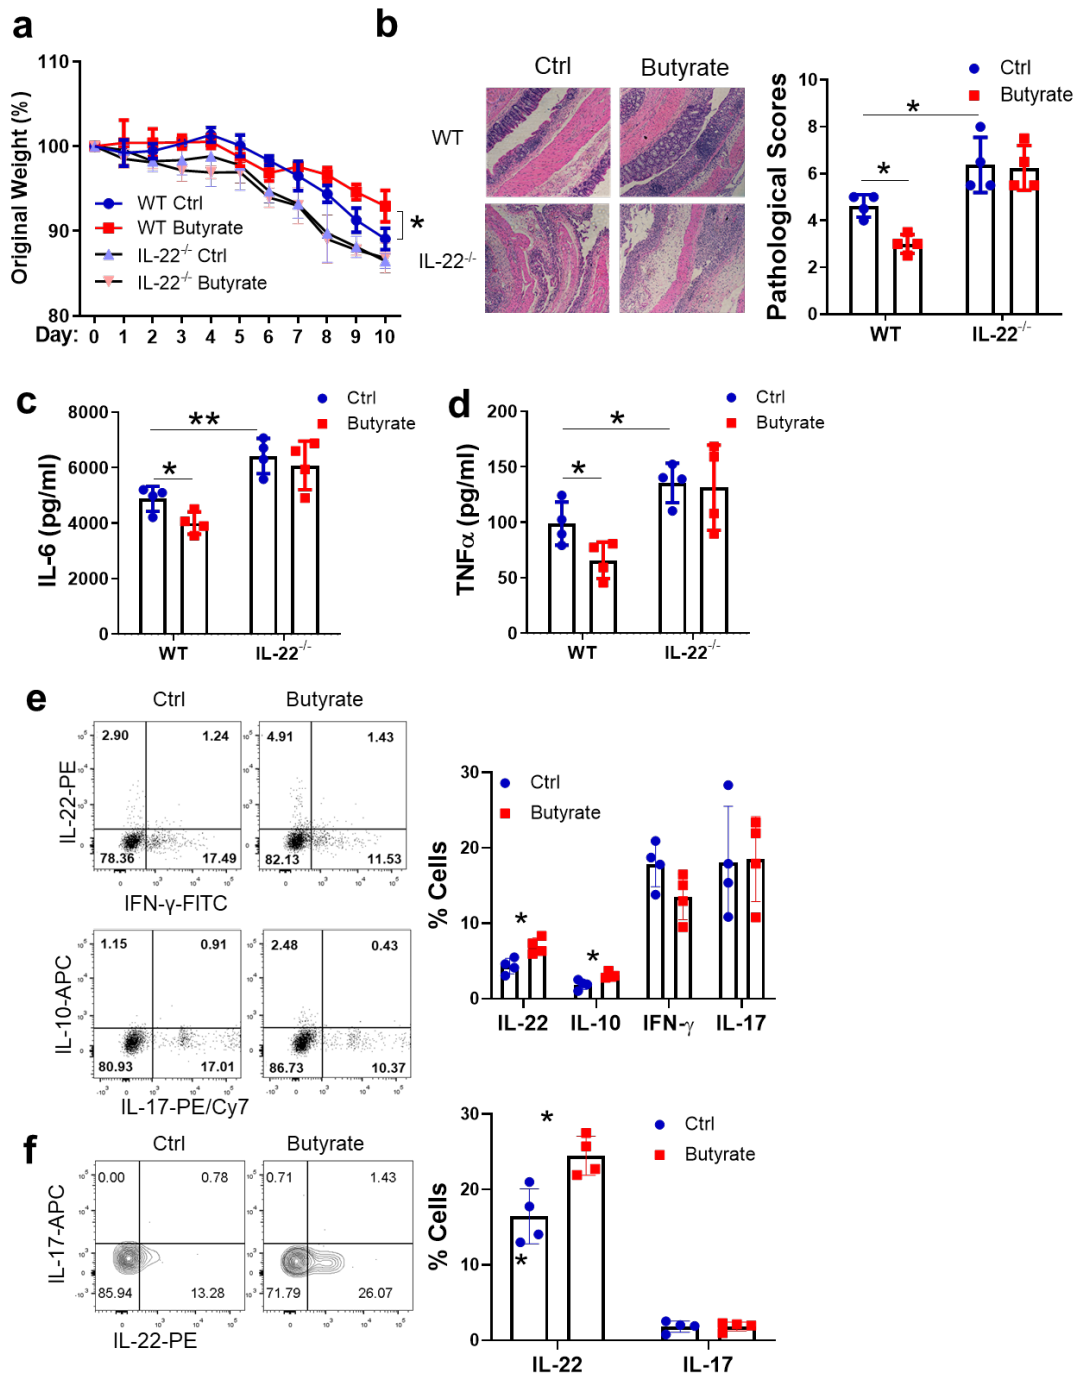 a
Original Weight (%)
110
100
90
80
WT Ctrl
WT Butyrate
IL-22-/- Ctrl
IL-22-/- Butyrate
*
Day: 0 1 2 3 4 5 6 7 8 9 10
b
Ctrl Butyrate
WT
IL-22-/-
Pathological Scores
10
8
6
4
2
0
Ctrl
Butyrate
*
*
WT IL-22-/-
c
IL-6 (pg/ml)
8000
6000
4000
2000
0
Ctrl
Butyrate
**
*
WT IL-22-/-
d
TNFα (pg/ml)
200
150
100
50
0
Ctrl
Butyrate
*
*
WT IL-22-/-
e
Ctrl Butyrate
IL-22-PE
2.90 1.24 4.91 1.43
78.36 17.49 82.13 11.53
IFN-γ-FITC
IL-10-APC
1.15 0.91 2.48 0.43
80.93 17.01 86.73 10.37
IL-17-PE/Cy7
% Cells
30
20
10
0
Ctrl
Butyrate
*
*
IL-22 IL-10 IFN-γ IL-17
f
Ctrl Butyrate
IL-17-APC
0.00 0.78 0.71 1.43
85.94 13.28 71.79 26.07
IL-22-PE
% Cells
30
20
10
0
Ctrl
Butyrate
*
*
IL-22 IL-17